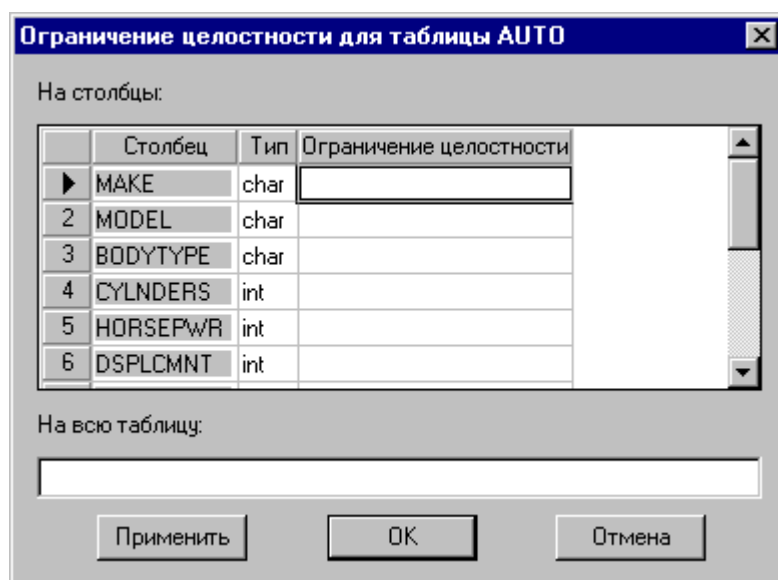 Ограничение целостности для таблицы AUTO
На столбцы:
Столбец Тип Ограничение целостности
MAKE char
2 MODEL char
3 BODYTYPE char
4 CYLNDERS int
5 HORSEPWR int
6 DSPLCMNT int
На всю таблицу:
Применить OK Отмена